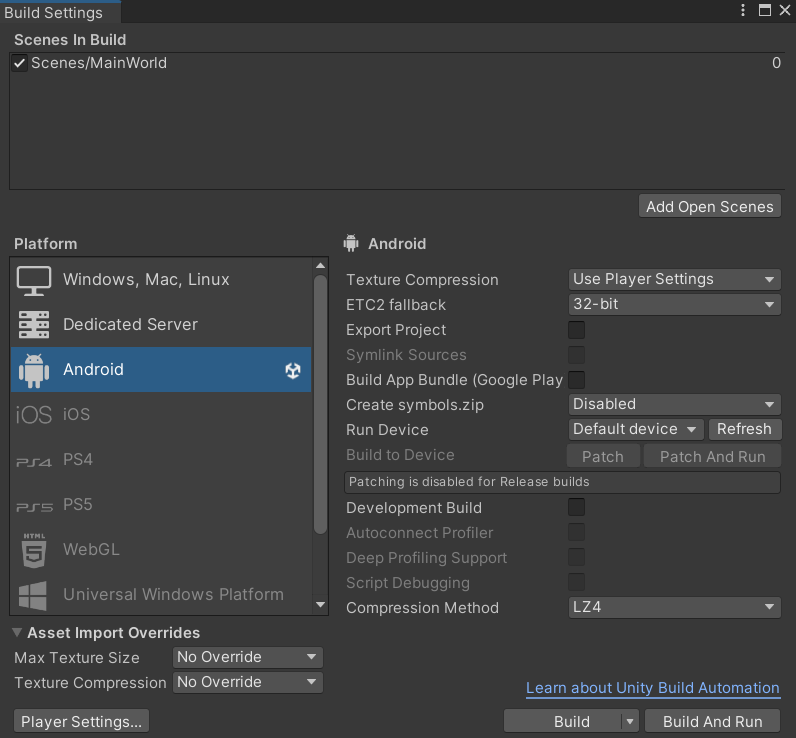 Build Settings
Scenes In Build
Scenes/MainWorld 0
Add Open Scenes
Platform
Windows, Mac, Linux
Dedicated Server
Android
iOS iOS
PS4 PS4
PS5 PS5
HTML 5 WebGL
Universal Windows Platform
Android
Texture Compression Use Player Settings
ETC2 fallback 32-bit
Export Project
Symlink Sources
Build App Bundle (Google Play
Create symbols.zip Disabled
Run Device Default device Refresh
Build to Device Patch Patch And Run
Patching is disabled for Release builds
Development Build
Autoconnect Profiler
Deep Profiling Support
Script Debugging
Compression Method LZ4
Asset Import Overrides
Max Texture Size No Override
Texture Compression No Override
Learn about Unity Build Automation
Player Settings... Build Build And Run